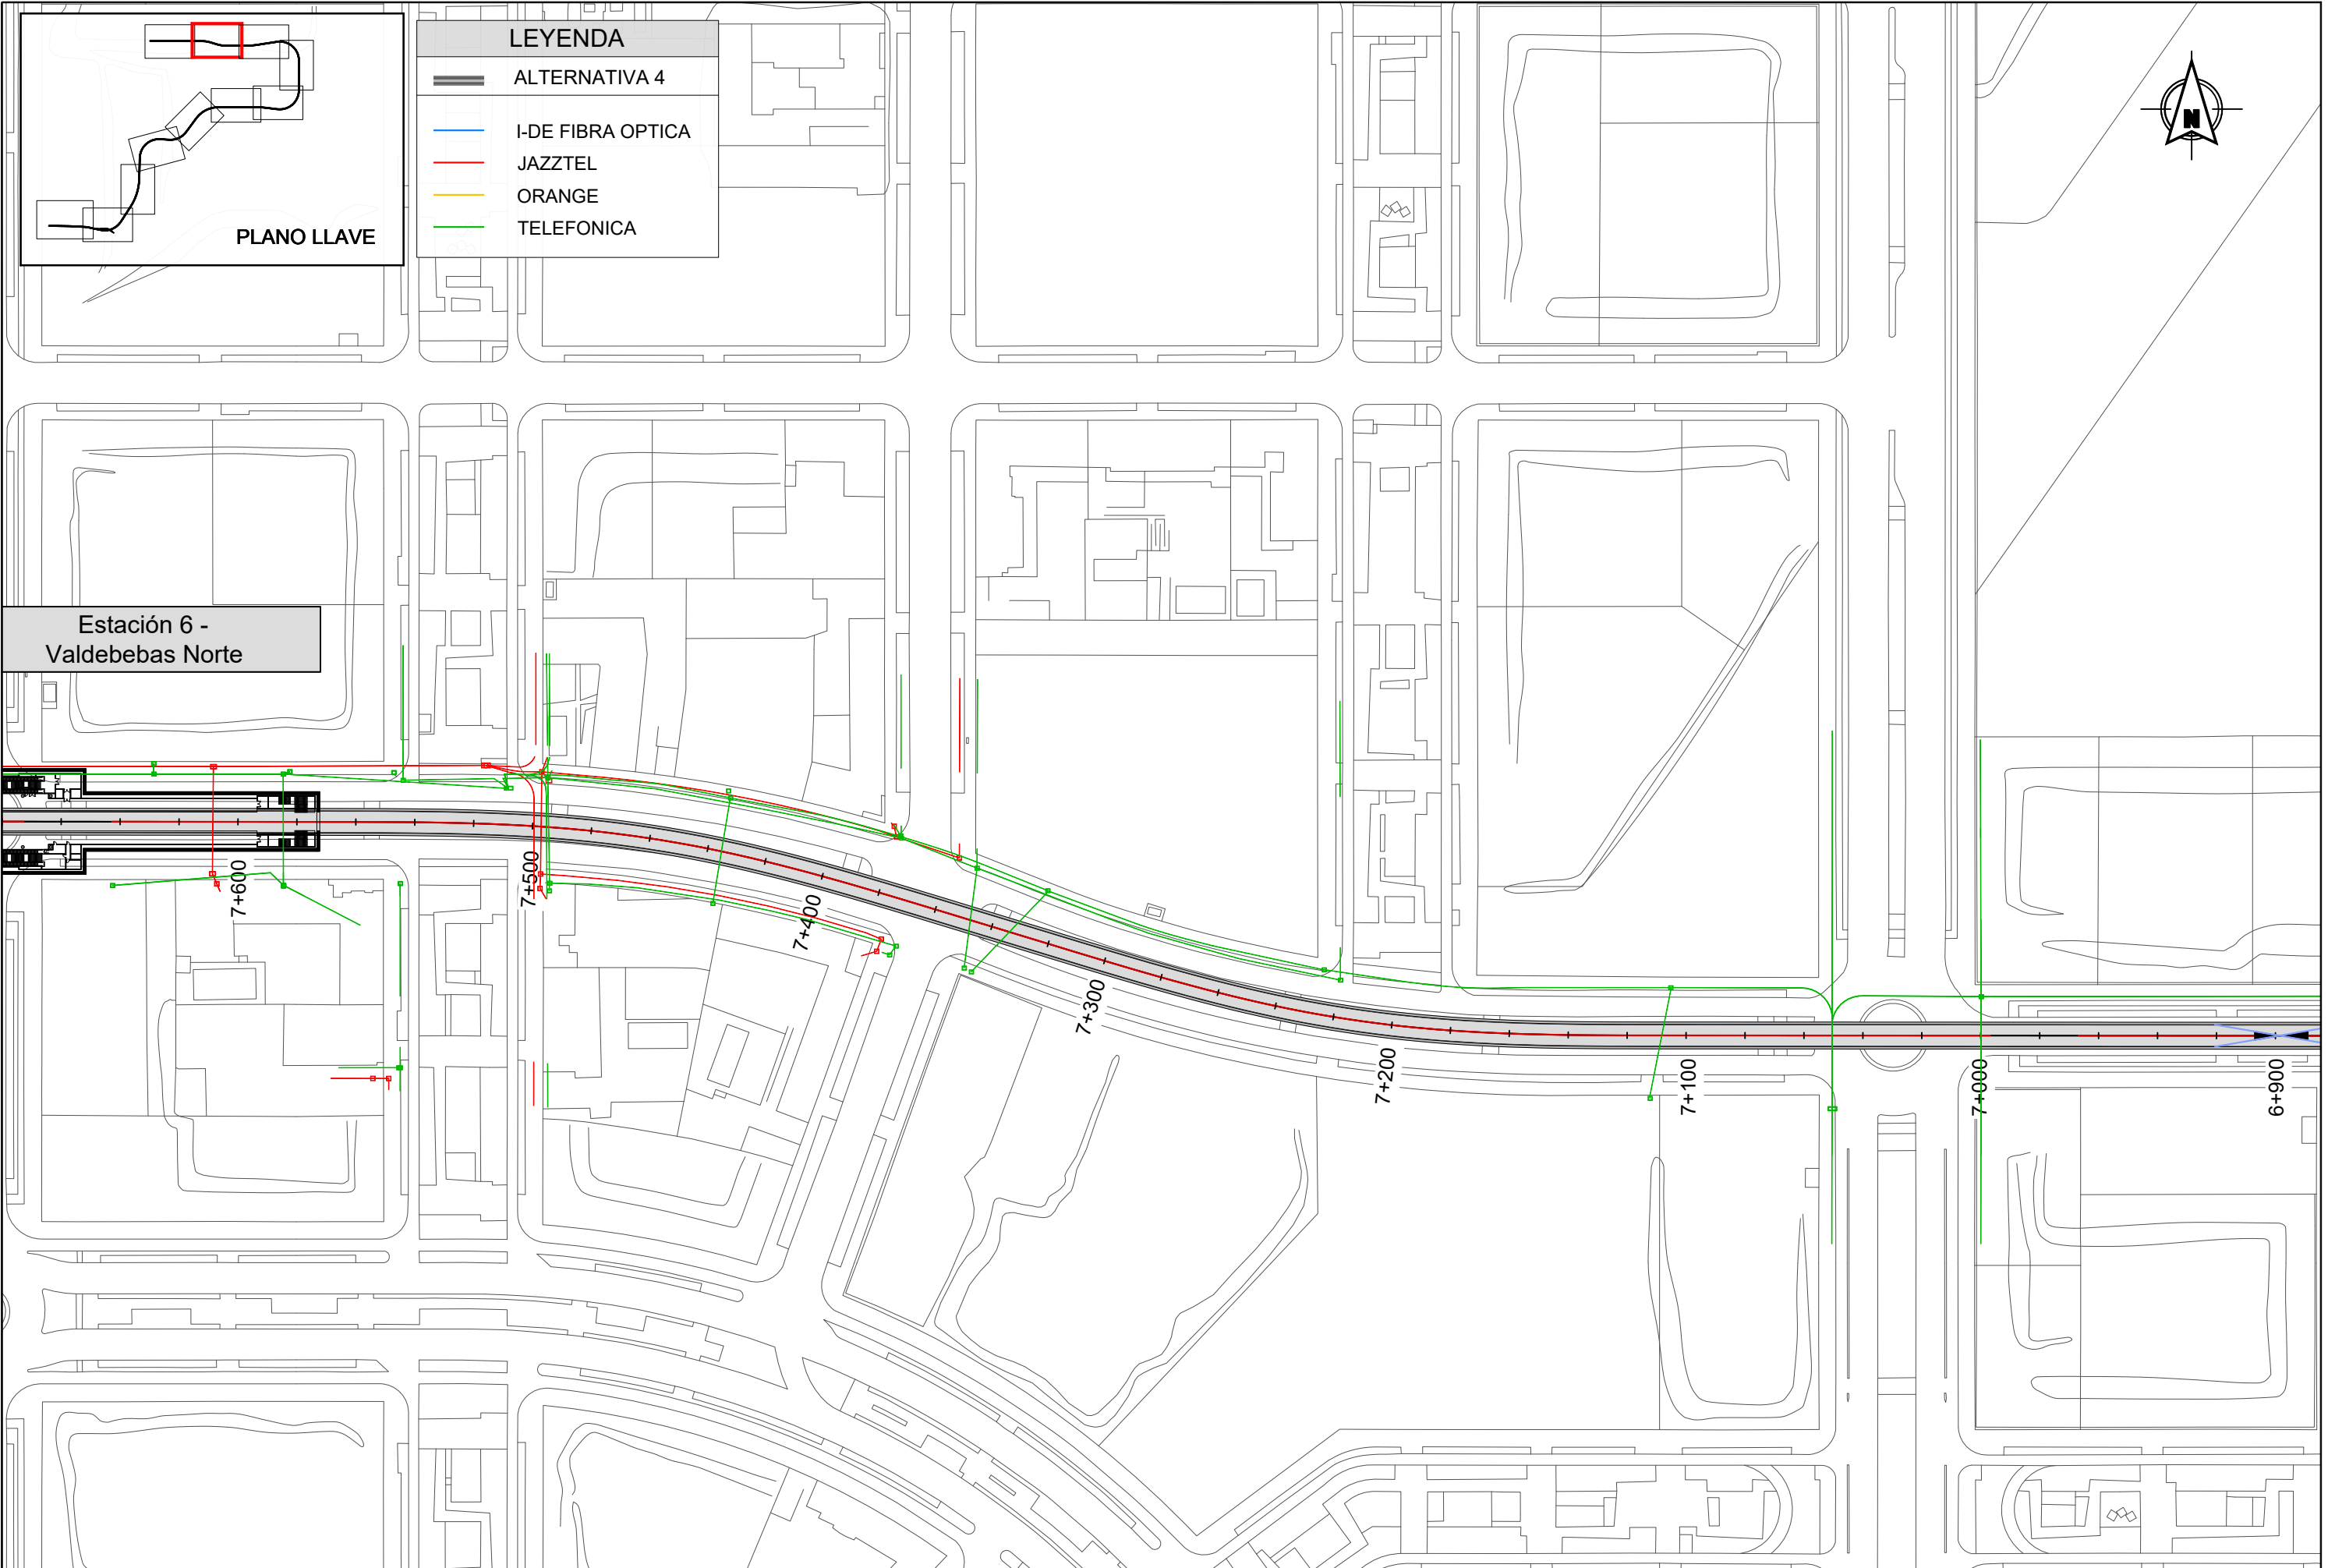 PLANO LLAVE
LEYENDA
ALTERNATIVA 4
I-DE FIBRA OPTICA
JAZZTEL
ORANGE
TELEFONICA
N
Estación 6 -
Valdebebas Norte
7+600
7+500
7+400
7+300
7+200
7+100
7+000
6+900